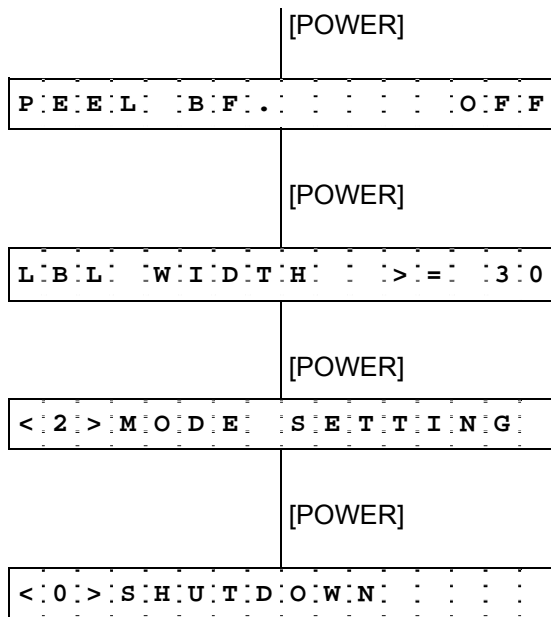 [POWER]
PEEL BF.     OFF
[POWER]
LBL WIDTH  >= 30
[POWER]
<2>MODE SETTING
[POWER]
<0>SHUTDOWN